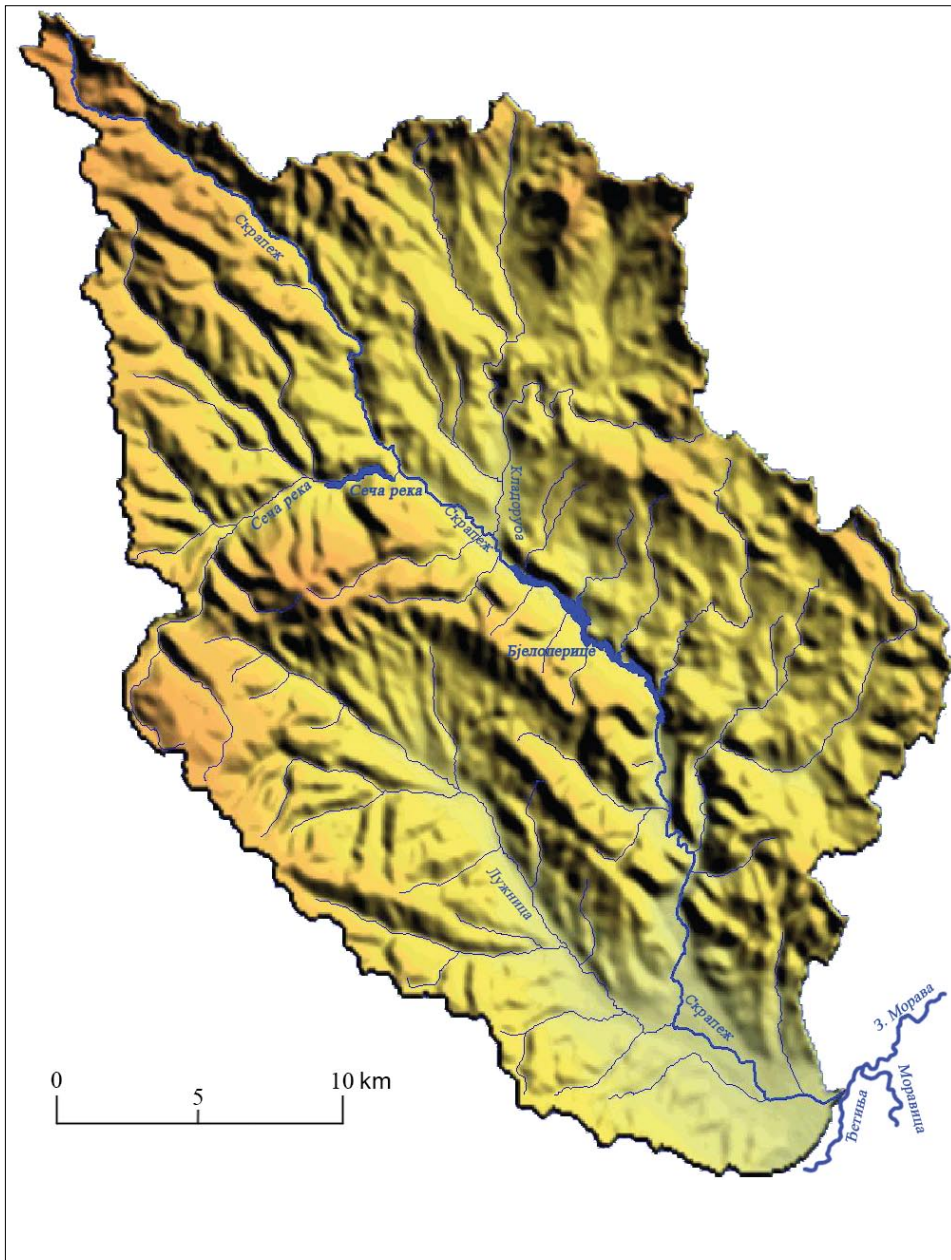 Скрапеж
Кладоруба
Сеча река
Сеча река
Скрапеж
Бјелоперице
Лужница
Скрапеж
З. Морава
Моравица
Ђетиња
0
5
10 km